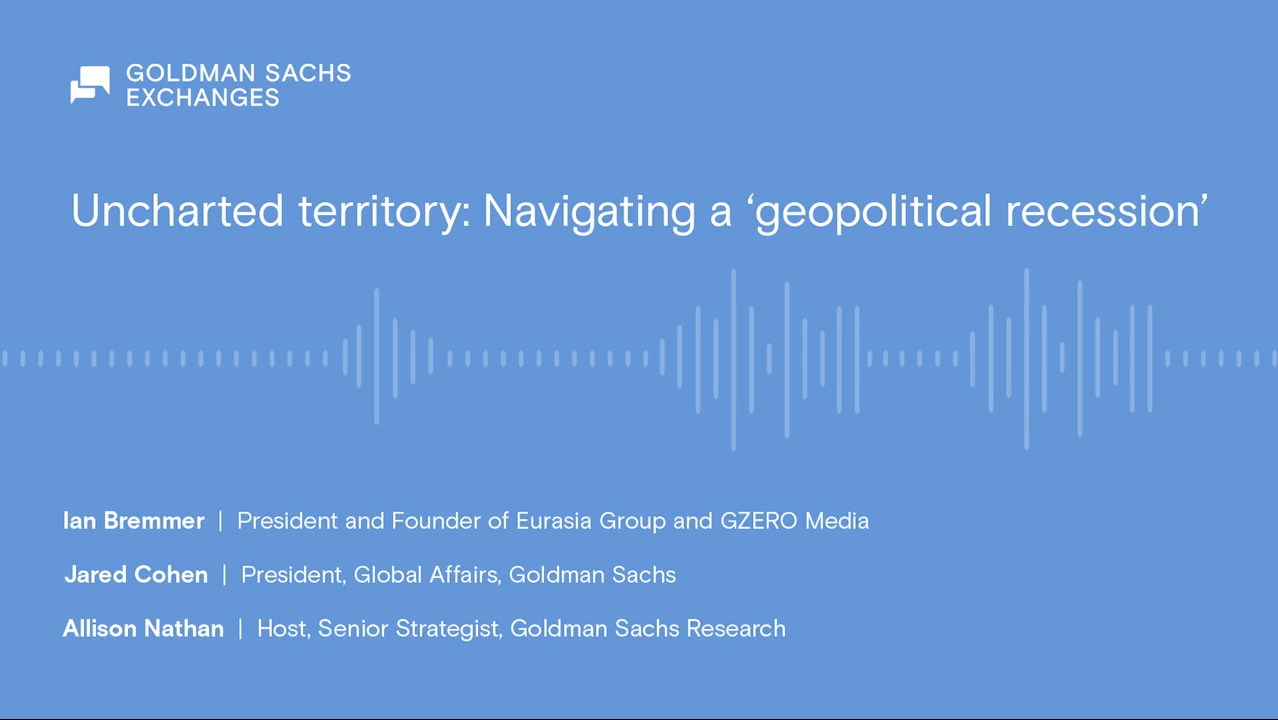 GOLDMAN SACHS
EXCHANGES
Uncharted territory: Navigating a ‘geopolitical recession’
Ian Bremmer | President and Founder of Eurasia Group and GZERO Media
Jared Cohen | President, Global Affairs, Goldman Sachs
Allison Nathan | Host, Senior Strategist, Goldman Sachs Research